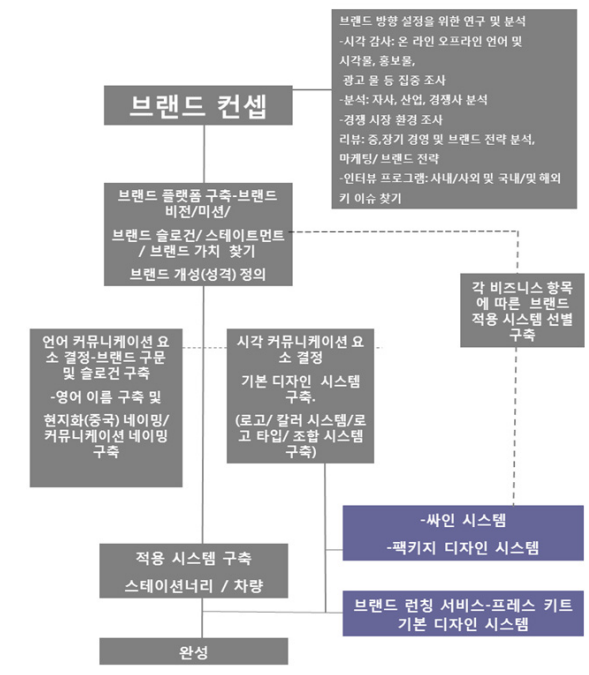 브랜드 방향 설정을 위한 연구 및 분석
-시각 감사: 온 라인 오프라인 언어 및
시각물, 홍보물,
광고 물 등 집중 조사
-분석: 자사, 산업, 경쟁사 분석
-경쟁 시장 환경 조사
리뷰: 중,장기 경영 및 브랜드 전략 분석,
마케팅/ 브랜드 전략
-인터뷰 프로그램: 사내/사외 및 국내/및 해외
키 이슈 찾기
브랜드 컨셉
브랜드 플랫폼 구축-브랜드
비전/미션/
브랜드 슬로건/ 스테이트먼트
/ 브랜드 가치 찾기
브랜드 개성(성격) 정의
각 비즈니스 항목
에 따른 브랜드
적용 시스템 선별
구축
언어 커뮤니케이션 요
소 결정-브랜드 구문
및 슬로건 구축
-영어 이름 구축 및
현지화(중국) 네이밍/
커뮤니케이션 네이밍
구축
시각 커뮤니케이션 요
소 결정
기본 디자인 시스템
구축.
(로고/ 칼러 시스템/로
고 타입/ 조합 시스템
구축)
-싸인 시스템
-팩키지 디자인 시스템
적용 시스템 구축
스테이션너리 / 차량
브랜드 런칭 서비스-프레스 키트
기본 디자인 시스템
완성